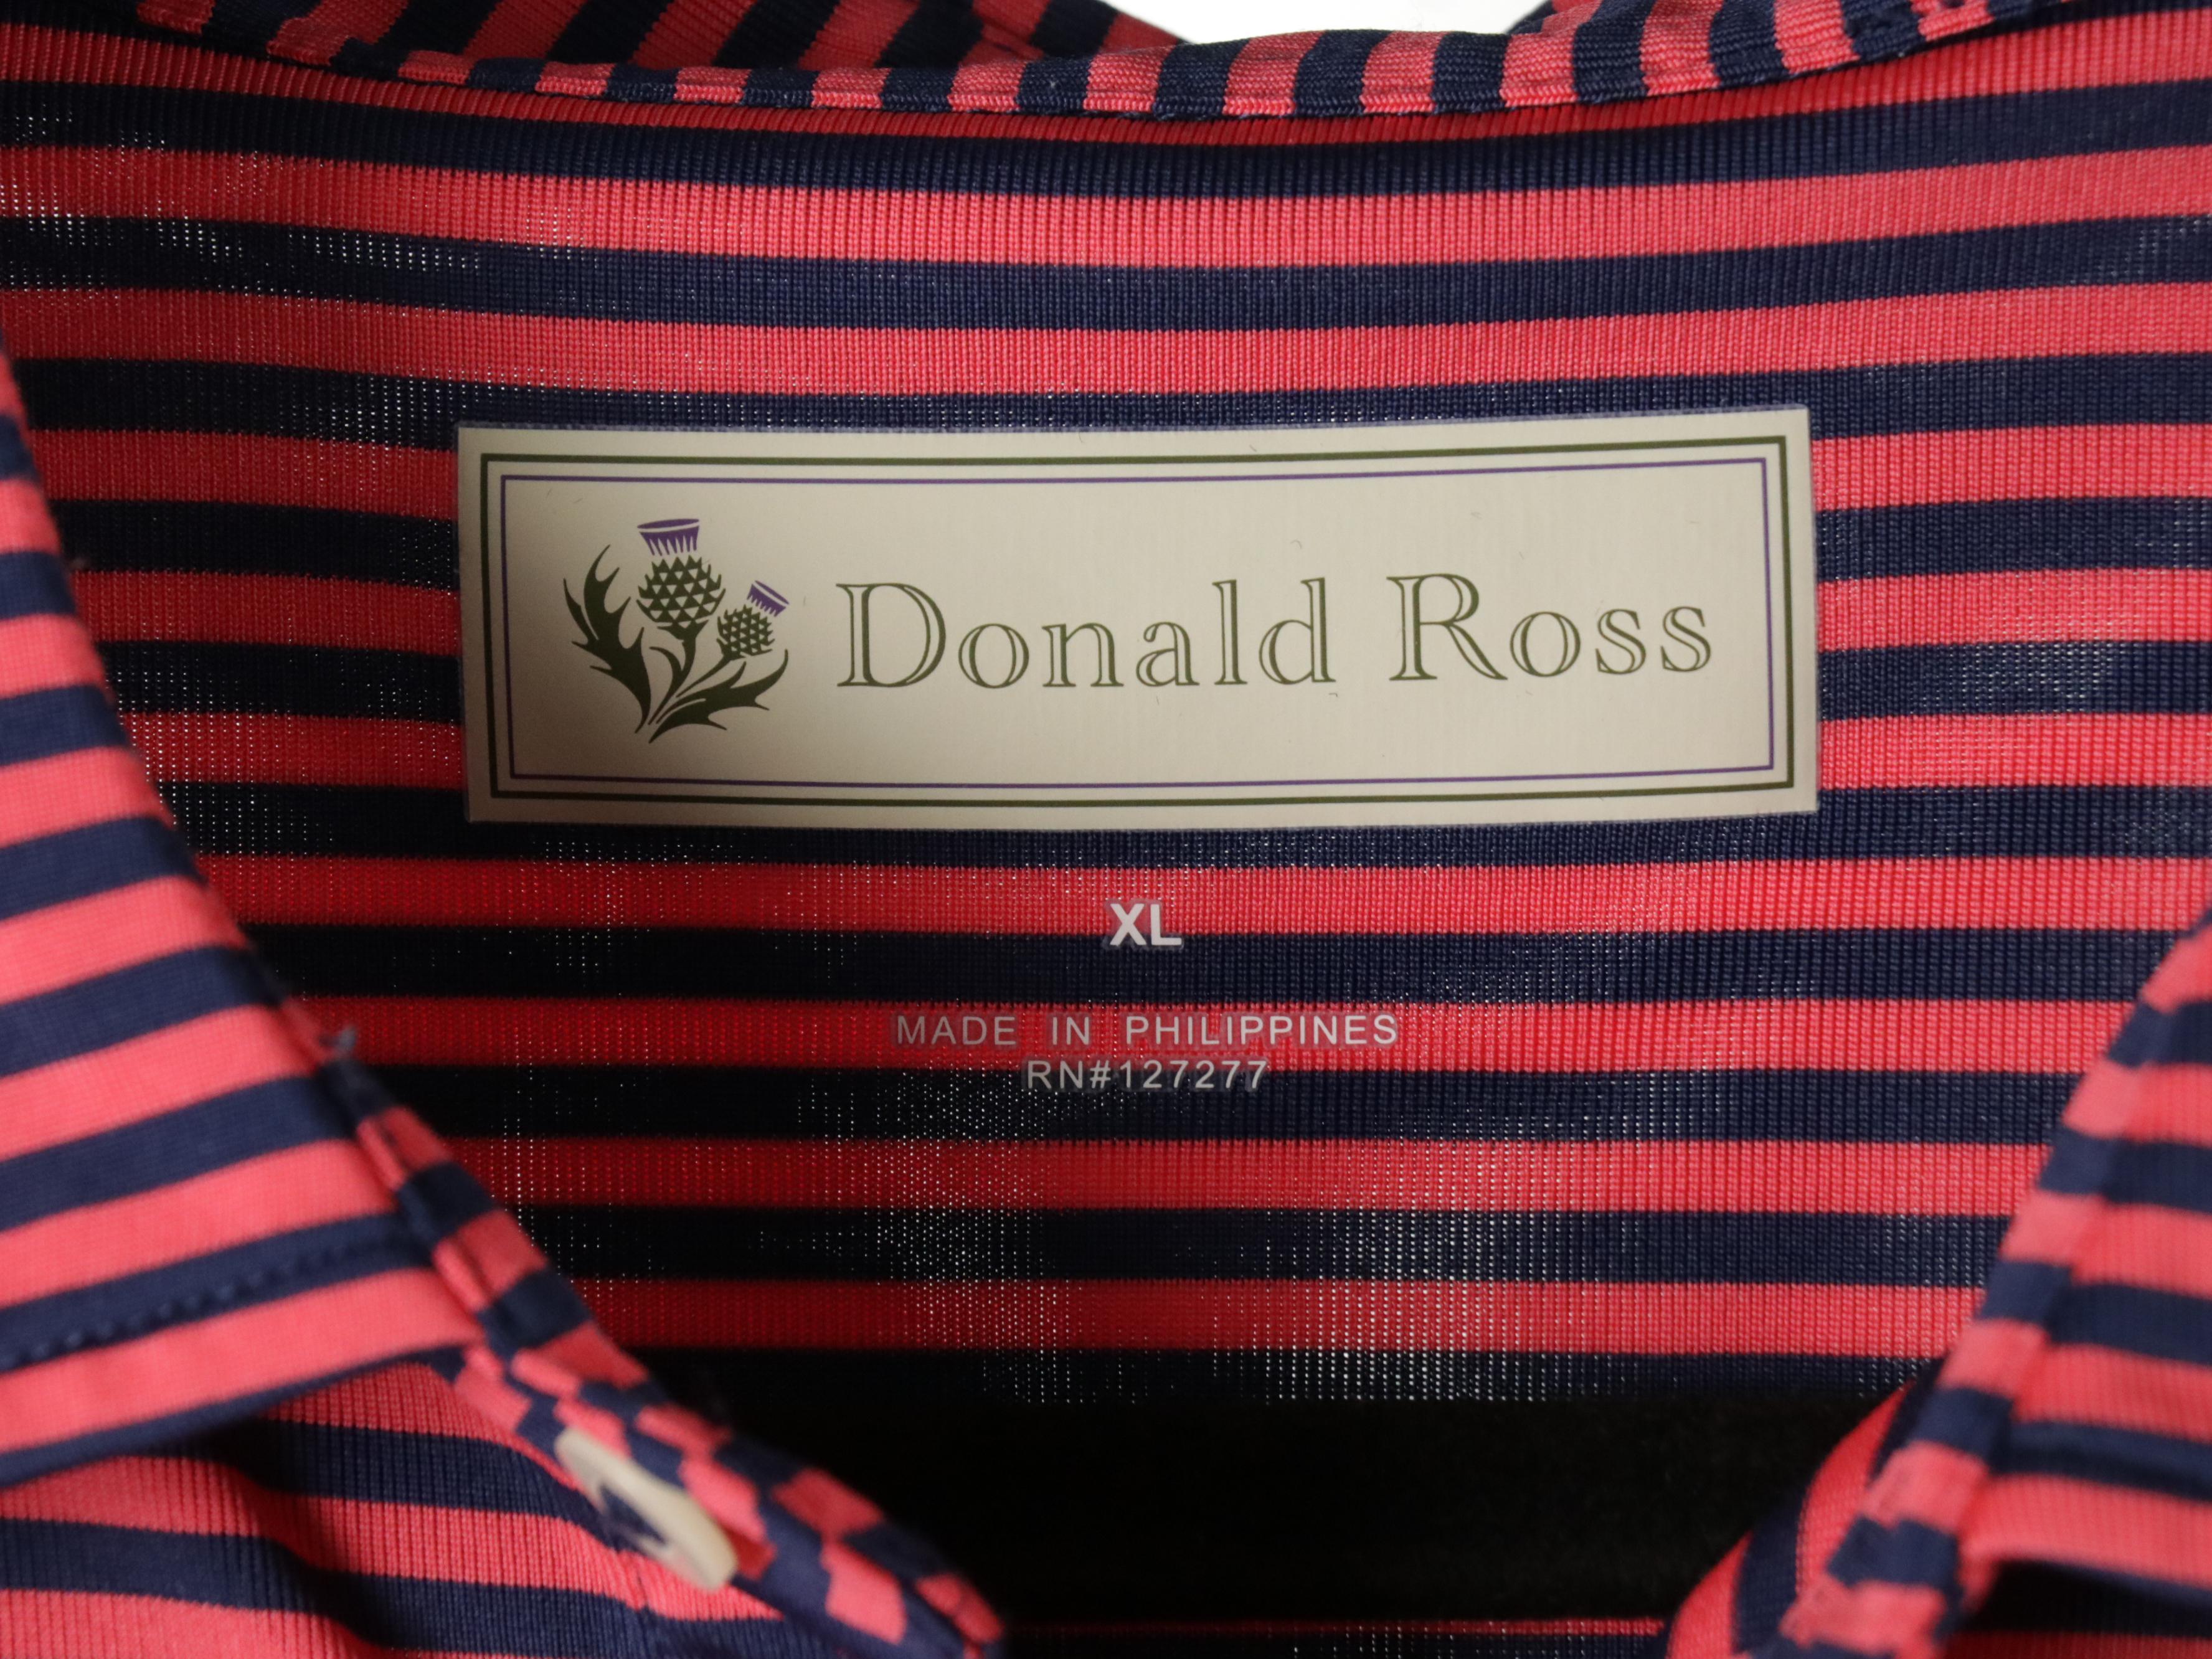 Donald Ross
XL
MADE IN PHILIPPINES
RN#127277